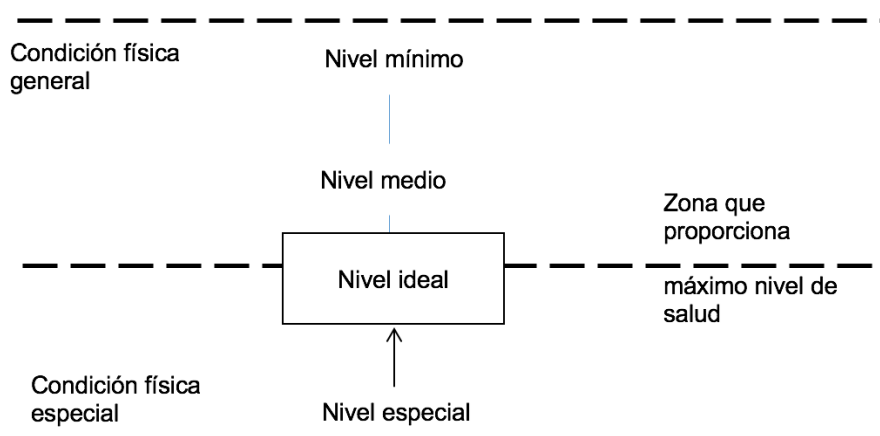 Condición física
general
Nivel mínimo
Nivel medio
Zona que
proporciona
Nivel ideal
máximo nivel de
salud
Condición física
especial
Nivel especial